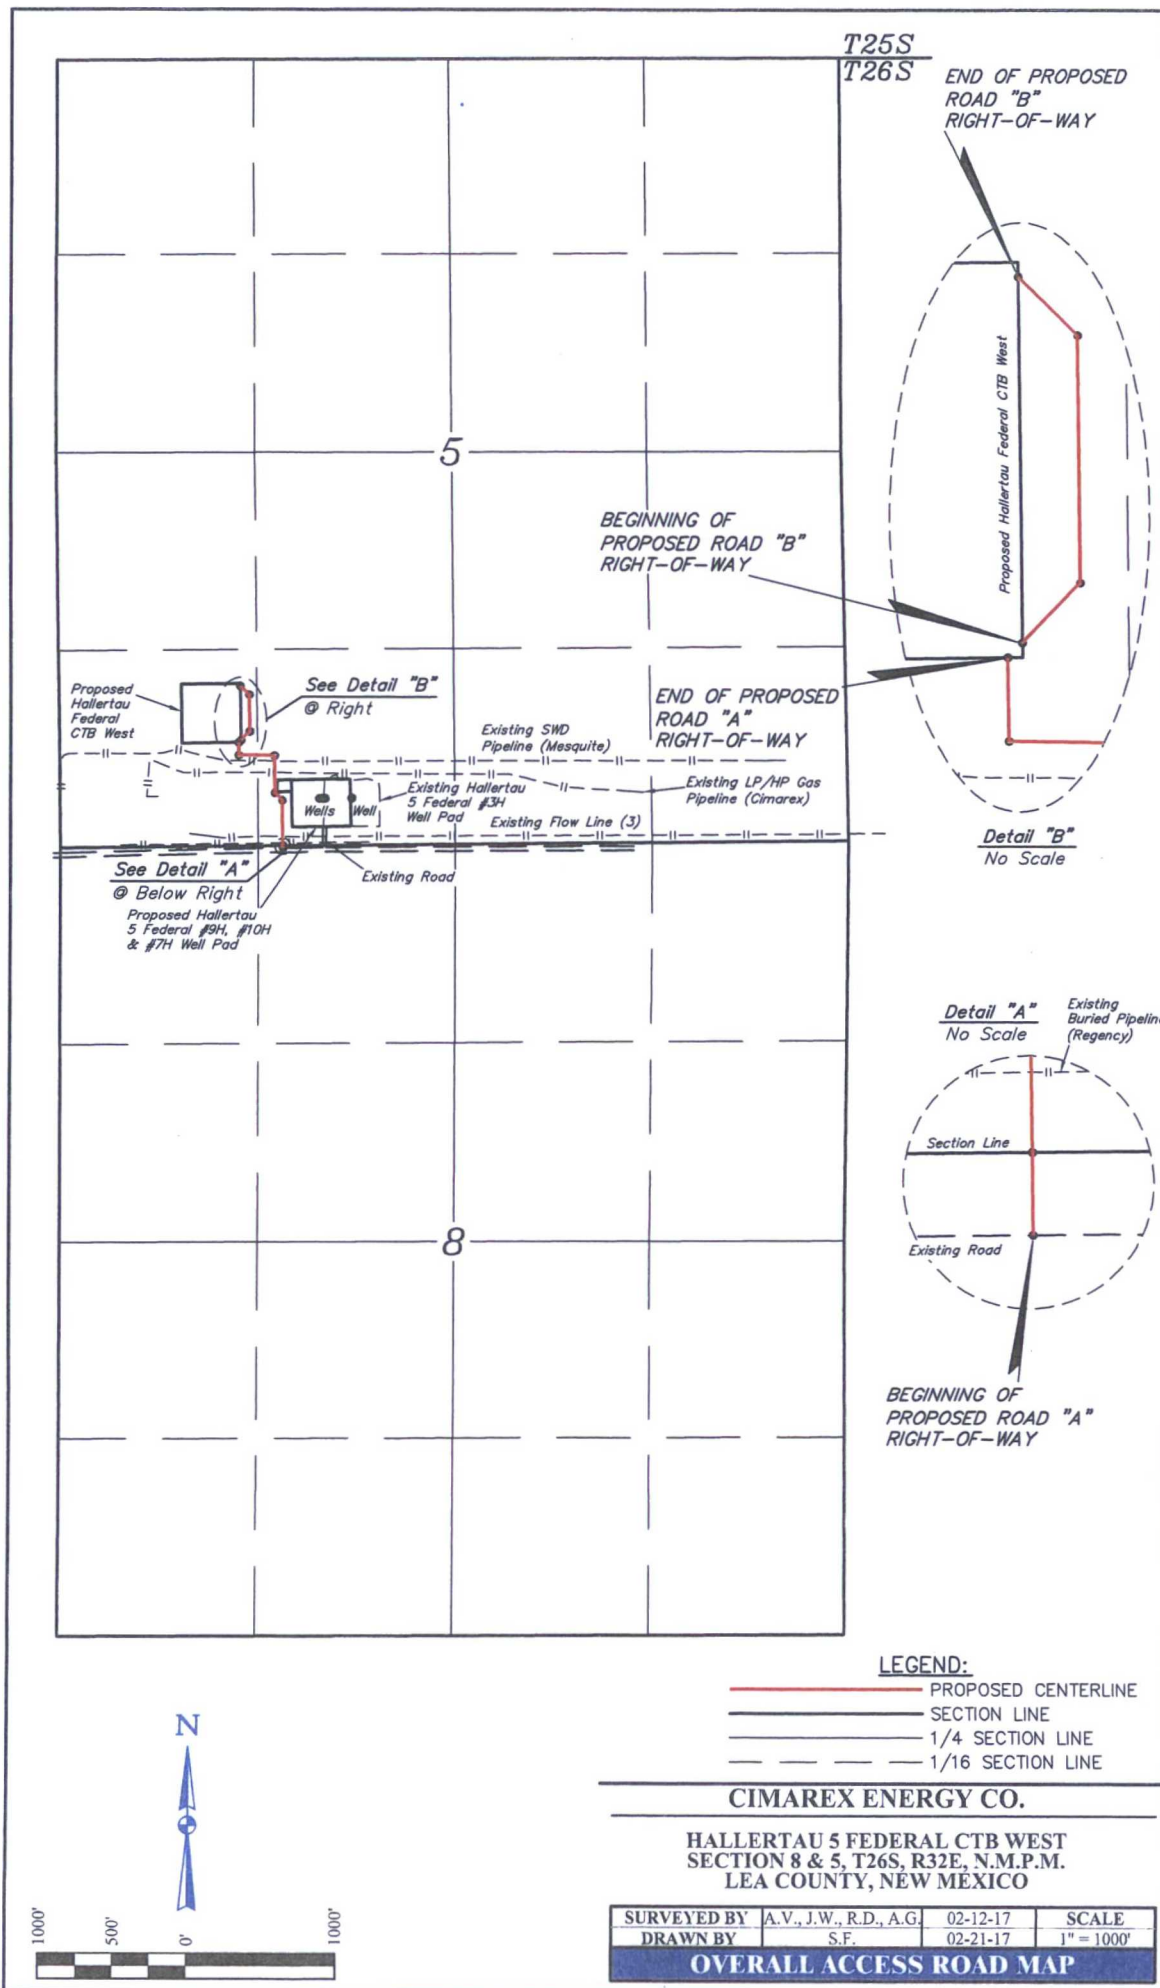 T25S
T26S
END OF PROPOSED
ROAD "B"
RIGHT-OF-WAY
5
Proposed Hallertau Federal CTB West
BEGINNING OF
PROPOSED ROAD "B"
RIGHT-OF-WAY
END OF PROPOSED
ROAD "A"
RIGHT-OF-WAY
Proposed
Hallertau
Federal
CTB West
See Detail "B"
@ Right
Existing SWD
Pipeline (Mesquite)
Existing LP/HP Gas
Pipeline (Cimarex)
Existing Hallertau
5 Federal #3H
Well Pad
Wells
Well
Existing Flow Line (3)
Detail "B"
No Scale
See Detail "A"
@ Below Right
Existing Road
Proposed Hallertau
5 Federal #9H, #10H
& #7H Well Pad
Detail "A"
No Scale
Existing
Buried Pipeline
(Regency)
Section Line
Existing Road
8
BEGINNING OF
PROPOSED ROAD "A"
RIGHT-OF-WAY
LEGEND:
PROPOSED CENTERLINE
SECTION LINE
1/4 SECTION LINE
1/16 SECTION LINE
N
1000'
500'
0'
1000'
CIMAREX ENERGY CO.
HALLERTAU 5 FEDERAL CTB WEST
SECTION 8 & 5, T26S, R32E, N.M.P.M.
LEA COUNTY, NEW MEXICO
SURVEYED BY A.V., J.W., R.D., A.G. 02-12-17 SCALE
DRAWN BY S.F. 02-21-17 1" = 1000'
OVERALL ACCESS ROAD MAP